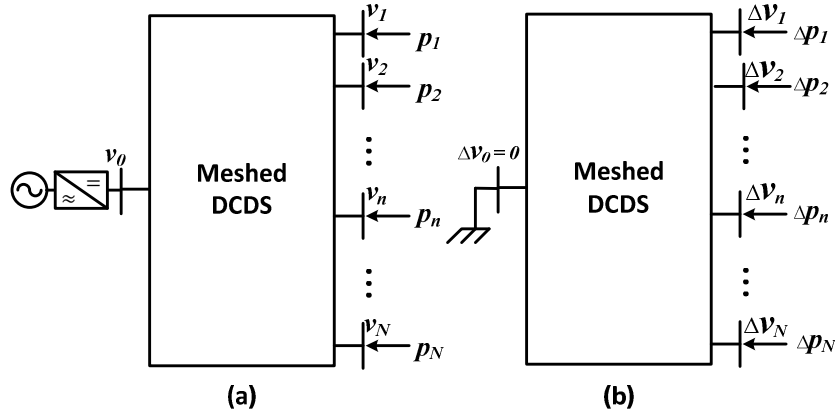 v0
Meshed
DCDS
v1
p1
v2
p2
vn
pn
vN
pN
(a)
Δv0=0
Meshed
DCDS
Δv1
Δp1
Δv2
Δp2
Δvn
Δpn
ΔvN
ΔpN
(b)